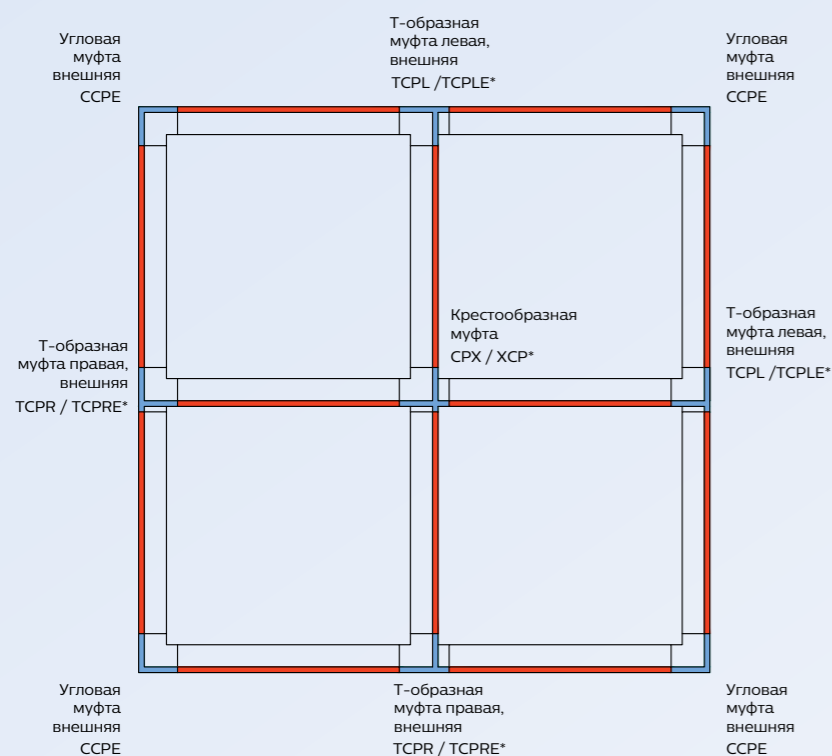 Угловая
муфта
внешняя
CCPE
Т-образная
муфта левая,
внешняя
TCPL /TCPLE*
Угловая
муфта
внешняя
CCPE
Т-образная
муфта правая,
внешняя
TCPR / TCPRE*
Крестообразная
муфта
CPX / XCP*
Т-образная
муфта левая,
внешняя
TCPL /TCPLE*
Угловая
муфта
внешняя
CCPE
Т-образная
муфта правая,
внешняя
TCPR / TCPRE*
Угловая
муфта
внешняя
CCPE